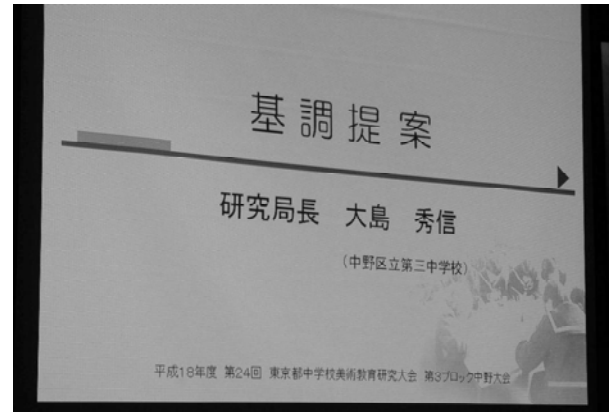 基調提案
研究局長　大島　秀信
（中野区立第三中学校）
平成18年度 第24回 東京都中学校美術教育研究大会 第3ブロック中野大会